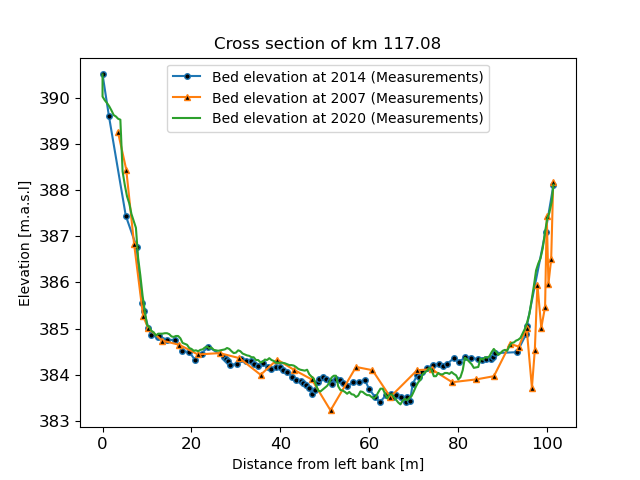 Cross section of km 117.08
Bed elevation at 2014 (Measurements)
Bed elevation at 2007 (Measurements)
Bed elevation at 2020 (Measurements)
Elevation [m.a.s.l]
390
389
388
387
386
385
384
383
0 20 40 60 80 100
Distance from left bank [m]